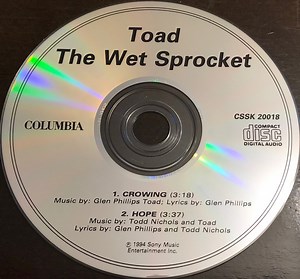 Toad
The Wet Sprocket
CSSK 20018
COLUMBIA
COMPACT
disc
DIGITAL AUDIO
1. CROWING (3:18)
Music by: Glen Phillips Toad; Lyrics by: Glen Phillips
2. HOPE (3:37)
Music by: Todd Nichols and Toad
Lyrics by: Glen Phillips and Todd Nichols
℗ 1994 Sony Music
Entertainment Inc.